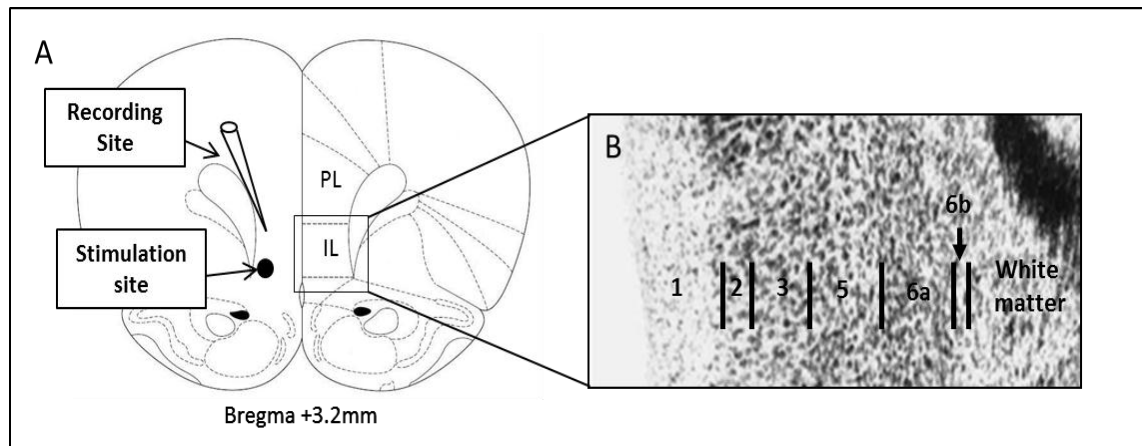 A
Recording
Site
Stimulation
site
PL
IL
Bregma +3.2mm
B
6b
1
2
3
5
6a
White
matter